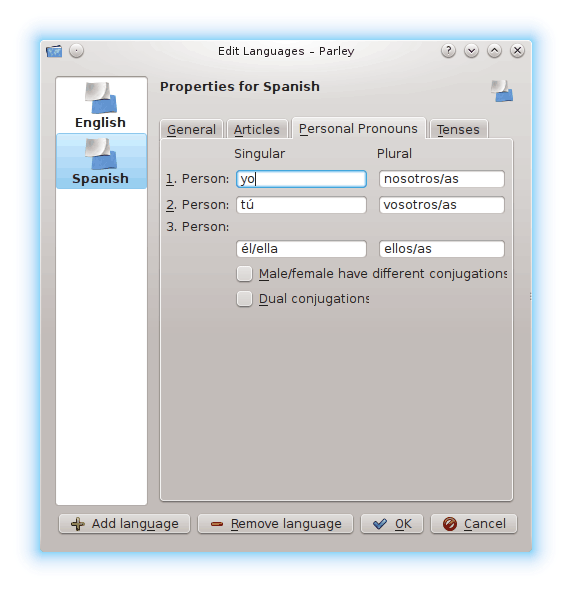 Edit Languages – Parley
English
Spanish
Properties for Spanish
General Articles Personal Pronouns Tenses
Singular Plural
1. Person: yo nosotros/as
2. Person: tú vosotros/as
3. Person:
él/ella ellos/as
Male/female have different conjugations
Dual conjugations
Add language Remove language OK Cancel